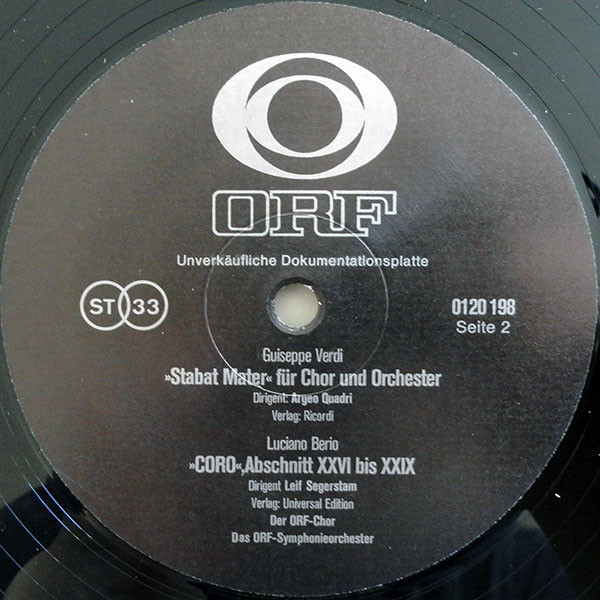 ORF
Unverkäufliche Dokumentationsplatte
ST 33
0120 198
Seite 2
Guiseppe Verdi
»Stabat Mater« für Chor und Orchester
Dirigent: Argeo Quadri
Verlag: Ricordi
Luciano Berio
»CORO«, Abschnitt XXVI bis XXIX
Dirigent Leif Segerstam
Verlag: Universal Edition
Der ORF-Chor
Das ORF-Symphonieorchester